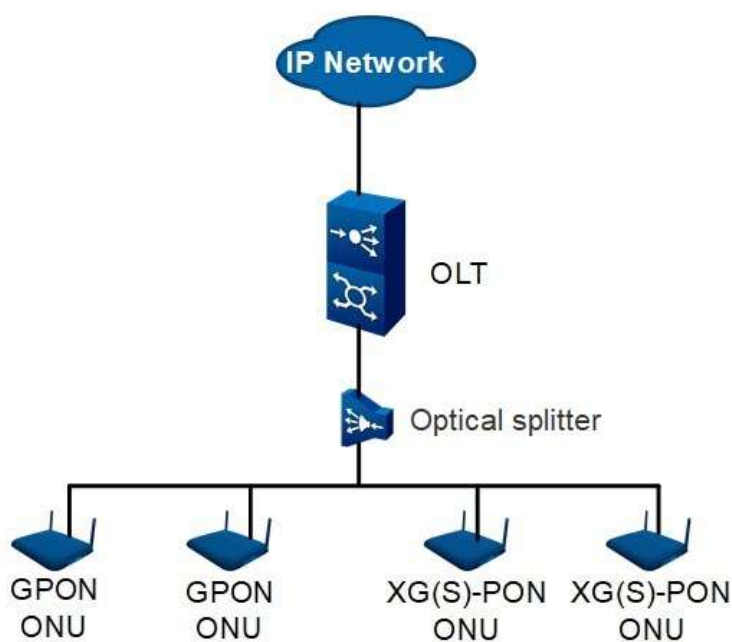 IP Network
OLT
Optical splitter
GPON
ONU
GPON
ONU
XG(S)-PON
ONU
XG(S)-PON
ONU